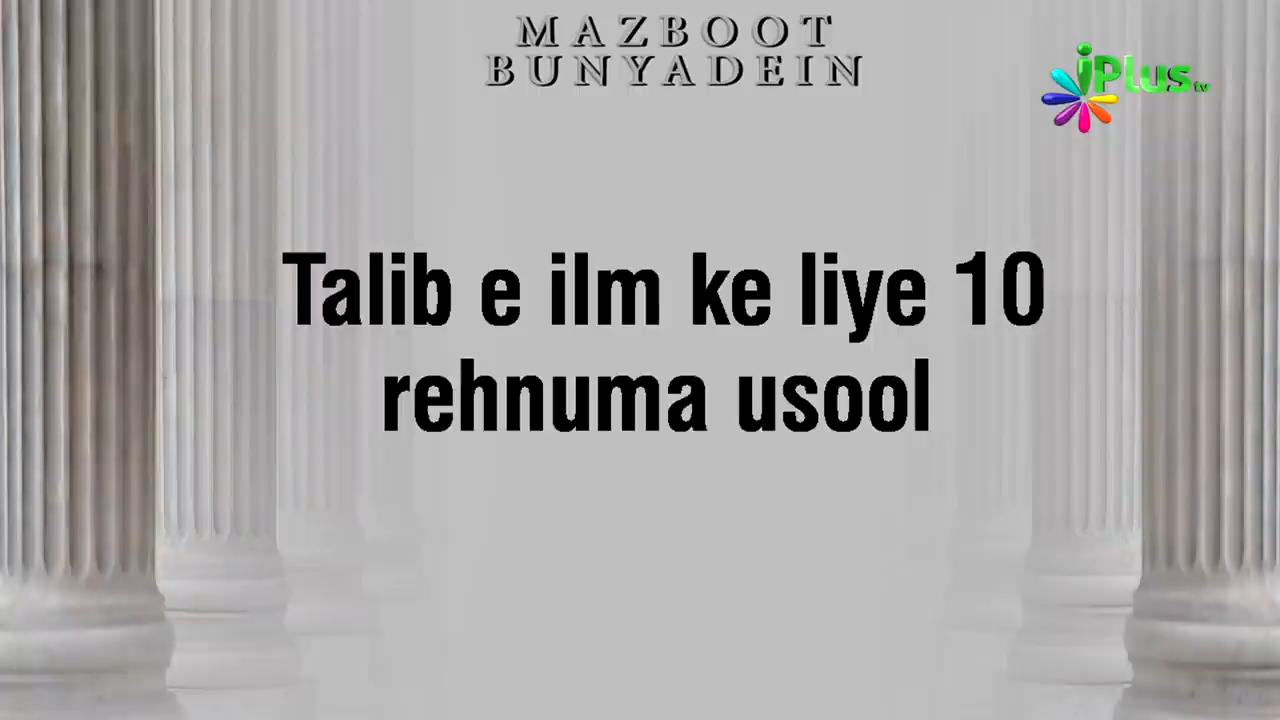 MAZBOOT
BUNYADEIN
iPlus tv
Talib e ilm ke liye 10
rehnuma usool